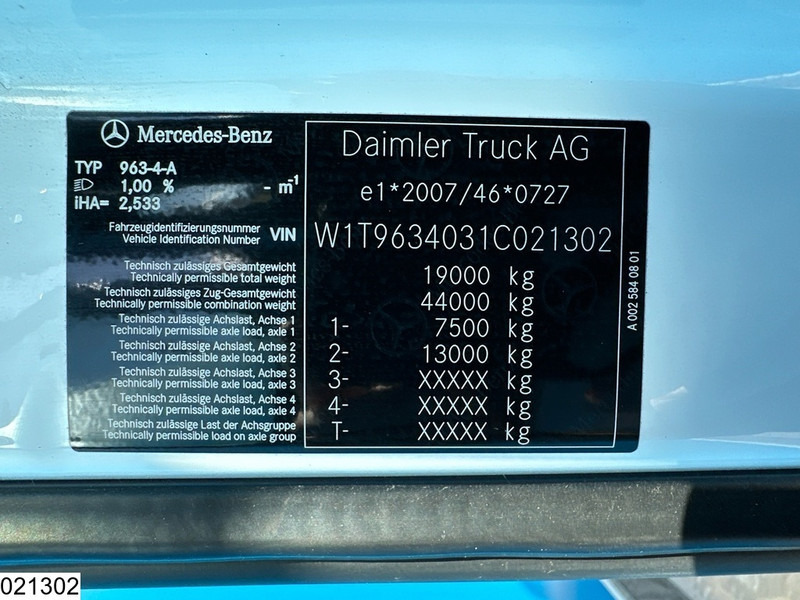 Mercedes-Benz
TYP 963-4-A
1,00 % - m-1
iHA= 2,533
Fahrzeugidentifizierungsnummer
Vehicle Identification Number VIN
Technisch zulässiges Gesamtgewicht
Technically permissible total weight
Technisch zulässiges Zug-Gesamtgewicht
Technically permissible combination weight
Technisch zulässige Achslast, Achse 1
Technically permissible axle load, axle 1
Technisch zulässige Achslast, Achse 2
Technically permissible axle load, axle 2
Technisch zulässige Achslast, Achse 3
Technically permissible axle load, axle 3
Technisch zulässige Achslast, Achse 4
Technically permissible axle load, axle 4
Technisch zulässige Last der Achsgruppe
Technically permissible load on axle group
Daimler Truck AG
e1*2007/46*0727
W1T9634031C021302
19000 kg
44000 kg
1- 7500 kg
2- 13000 kg
3- XXXXX kg
4- XXXXX kg
T- XXXXX kg
A 002 584 08 01
021302